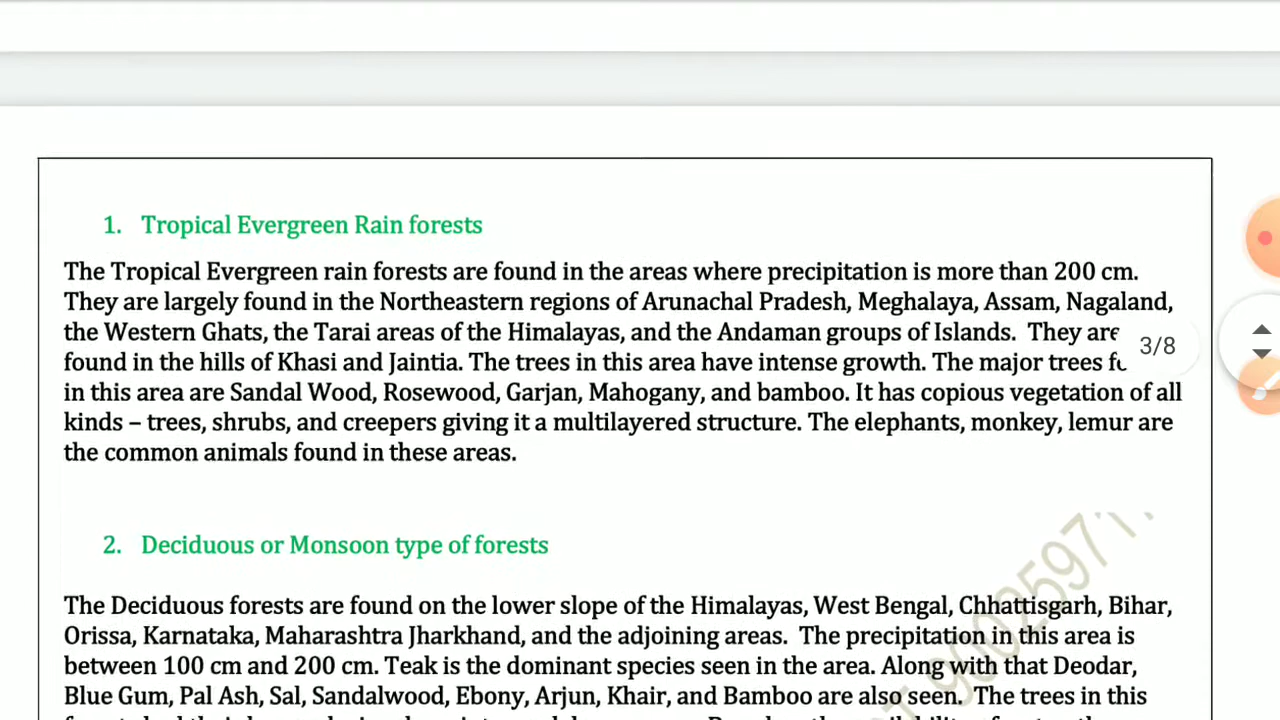 1. Tropical Evergreen Rain forests
The Tropical Evergreen rain forests are found in the areas where precipitation is more than 200 cm.
They are largely found in the Northeastern regions of Arunachal Pradesh, Meghalaya, Assam, Nagaland,
the Western Ghats, the Tarai areas of the Himalayas, and the Andaman groups of Islands. They are
found in the hills of Khasi and Jaintia. The trees in this area have intense growth. The major trees
3/8
in this area are Sandal Wood, Rosewood, Garjan, Mahogany, and bamboo. It has copious vegetation of all
kinds – trees, shrubs, and creepers giving it a multilayered structure. The elephants, monkey, lemur are
the common animals found in these areas.
2. Deciduous or Monsoon type of forests
The Deciduous forests are found on the lower slope of the Himalayas, West Bengal, Chhattisgarh, Bihar,
Orissa, Karnataka, Maharashtra Jharkhand, and the adjoining areas. The precipitation in this area is
between 100 cm and 200 cm. Teak is the dominant species seen in the area. Along with that Deodar,
Blue Gum, Pal Ash, Sal, Sandalwood, Ebony, Arjun, Khair, and Bamboo are also seen. The trees in this